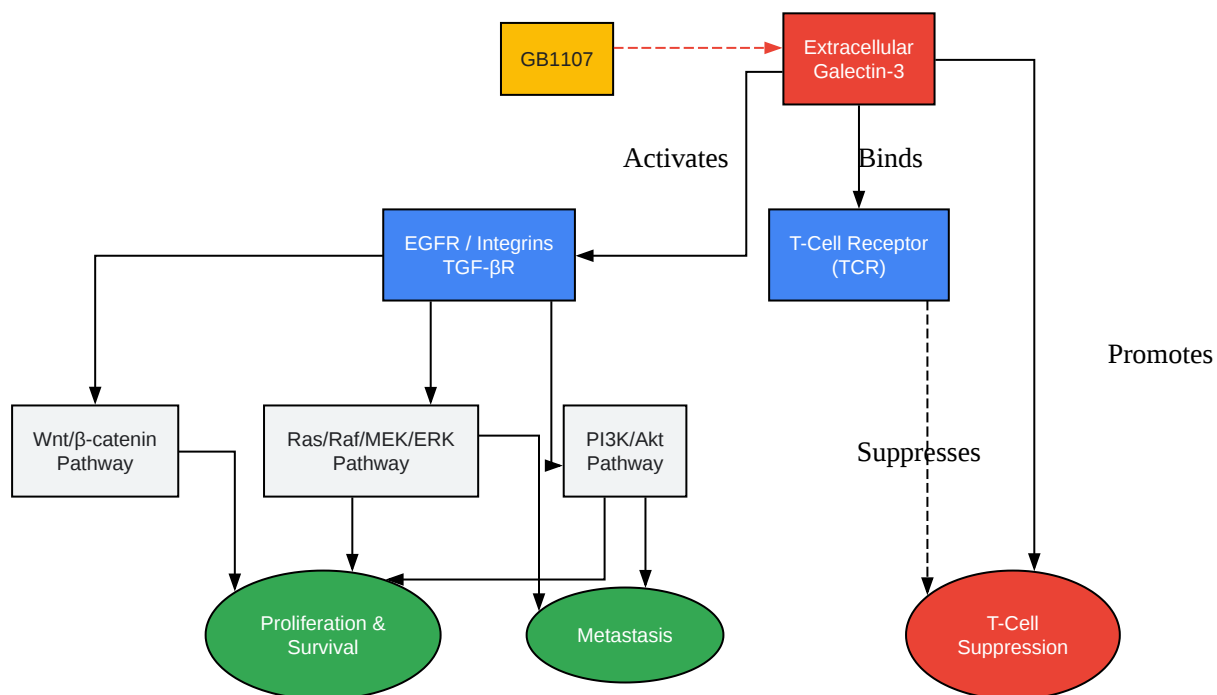 GB1107
Extracellular
Galectin-3
Activates
Binds
EGFR / Integrins
TGF-βR
T-Cell Receptor
(TCR)
Promotes
Wnt/β-catenin
Pathway
Ras/Raf/MEK/ERK
Pathway
PI3K/Akt
Pathway
Suppresses
Proliferation &
Survival
Metastasis
T-Cell
Suppression